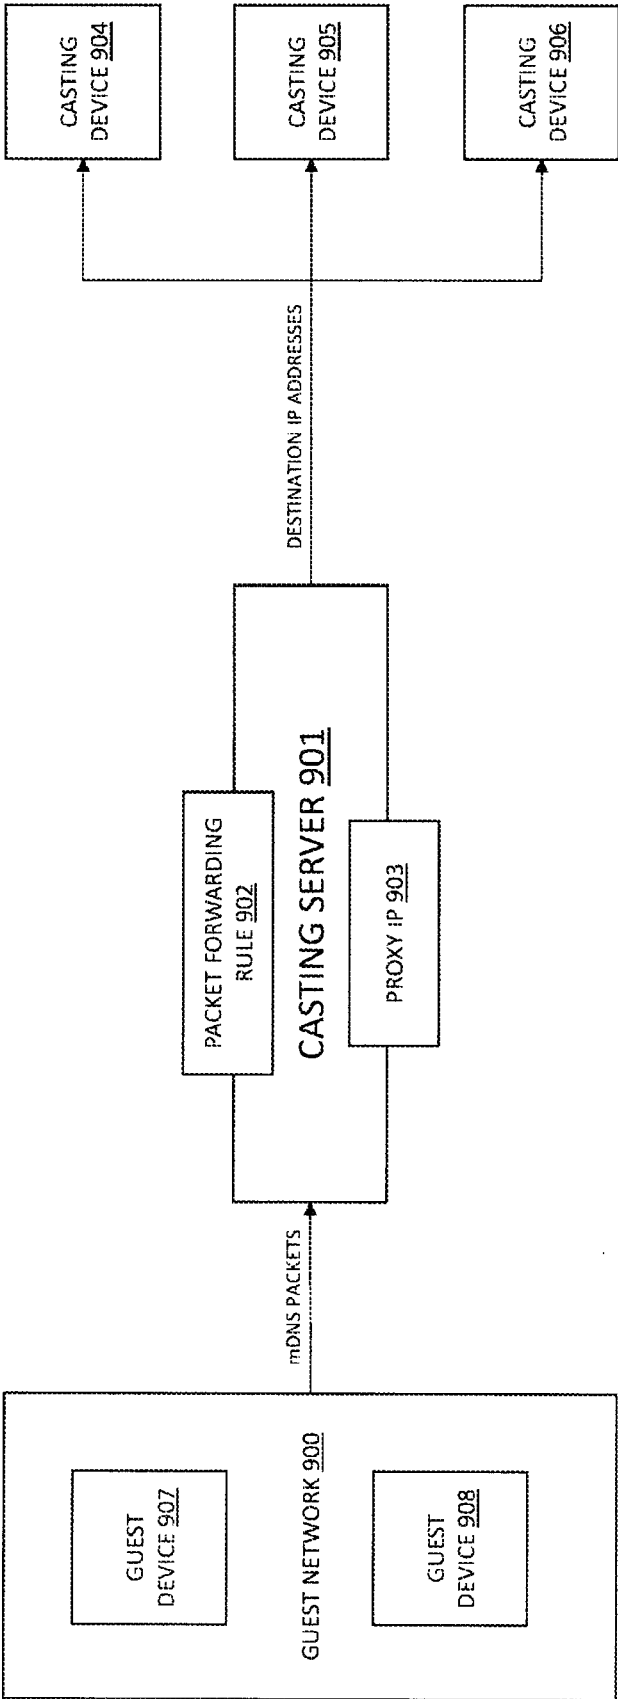 GUEST
DEVICE 907
GUEST NETWORK 900
GUEST
DEVICE 908
mDNS PACKETS
PACKET FORWARDING
RULE 902
CASTING SERVER 901
PROXY IP 903
DESTINATION IP ADDRESSES
CASTING
DEVICE 904
CASTING
DEVICE 905
CASTING
DEVICE 906